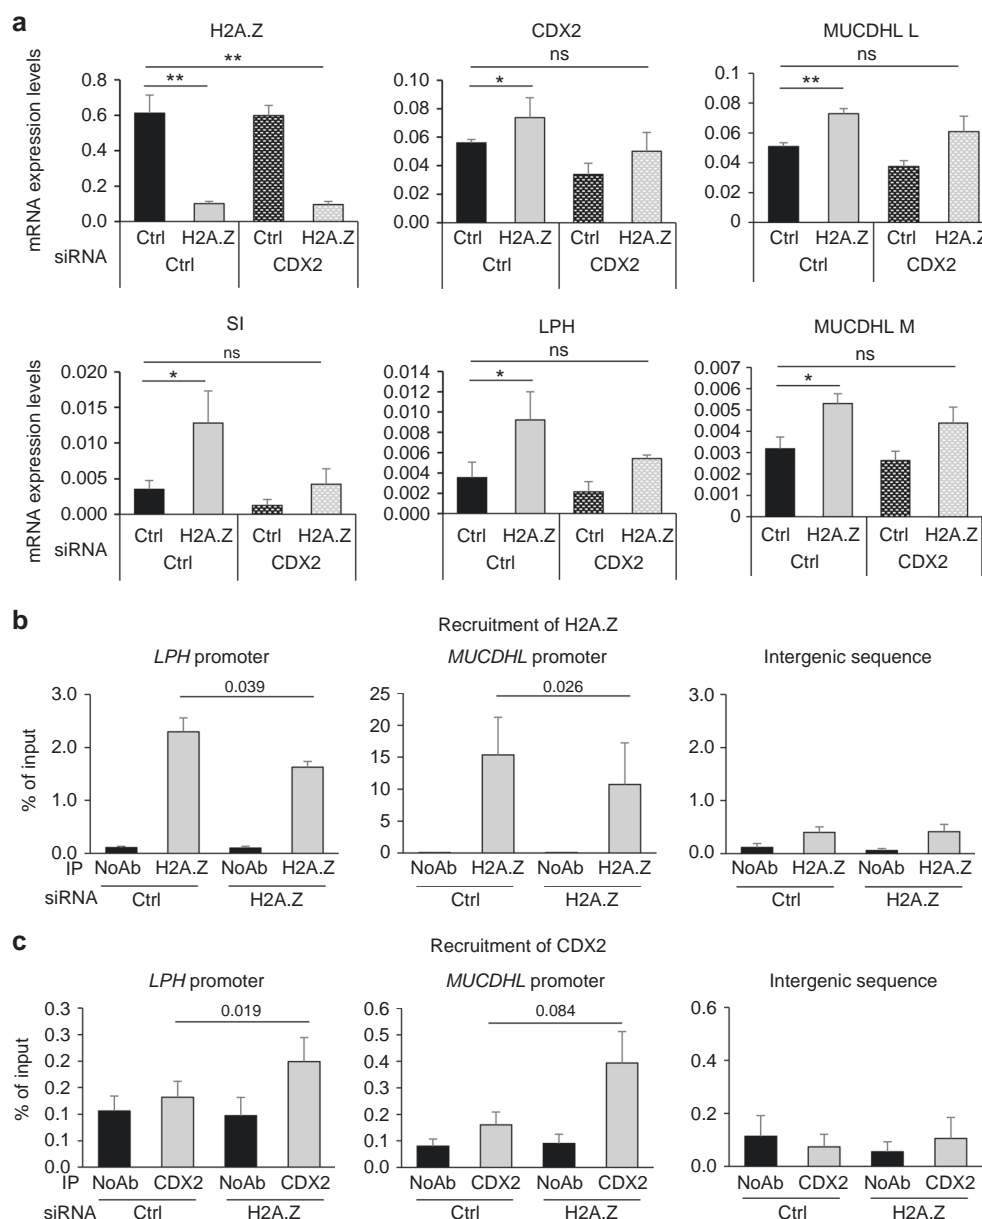 a
H2A.Z
CDX2
MUCDHL L
mRNA expression levels
**
**
0.8
0.6
0.4
0.2
0.0
Ctrl H2A.Z Ctrl H2A.Z
siRNA
Ctrl CDX2
ns
*
0.10
0.08
0.06
0.04
0.02
0.00
Ctrl H2A.Z Ctrl H2A.Z
Ctrl CDX2
ns
**
0.1
0.08
0.06
0.04
0.02
0
Ctrl H2A.Z Ctrl H2A.Z
Ctrl CDX2
SI
LPH
MUCDHL M
mRNA expression levels
ns
*
0.020
0.015
0.010
0.005
0.000
Ctrl H2A.Z Ctrl H2A.Z
siRNA
Ctrl CDX2
ns
*
0.014
0.012
0.010
0.008
0.006
0.004
0.002
0.000
Ctrl H2A.Z Ctrl H2A.Z
Ctrl CDX2
ns
*
0.007
0.006
0.005
0.004
0.003
0.002
0.001
0
Ctrl H2A.Z Ctrl H2A.Z
Ctrl CDX2
b
Recruitment of H2A.Z
LPH promoter
MUCDHL promoter
Intergenic sequence
% of input
0.039
3.0
2.0
1.0
0.0
IP NoAb H2A.Z NoAb H2A.Z
siRNA Ctrl H2A.Z
0.026
25
20
15
10
5
0
NoAb H2A.Z NoAb H2A.Z
Ctrl H2A.Z
3.0
2.0
1.0
0.0
NoAb H2A.Z NoAb H2A.Z
Ctrl H2A.Z
c
Recruitment of CDX2
LPH promoter
MUCDHL promoter
Intergenic sequence
% of input
0.019
0.3
0.3
0.2
0.2
0.1
0.1
0.0
IP NoAb CDX2 NoAb CDX2
siRNA Ctrl H2A.Z
0.084
0.6
0.5
0.4
0.3
0.2
0.1
0.0
NoAb CDX2 NoAb CDX2
Ctrl H2A.Z
0.6
0.4
0.2
0.0
NoAb CDX2 NoAb CDX2
Ctrl H2A.Z